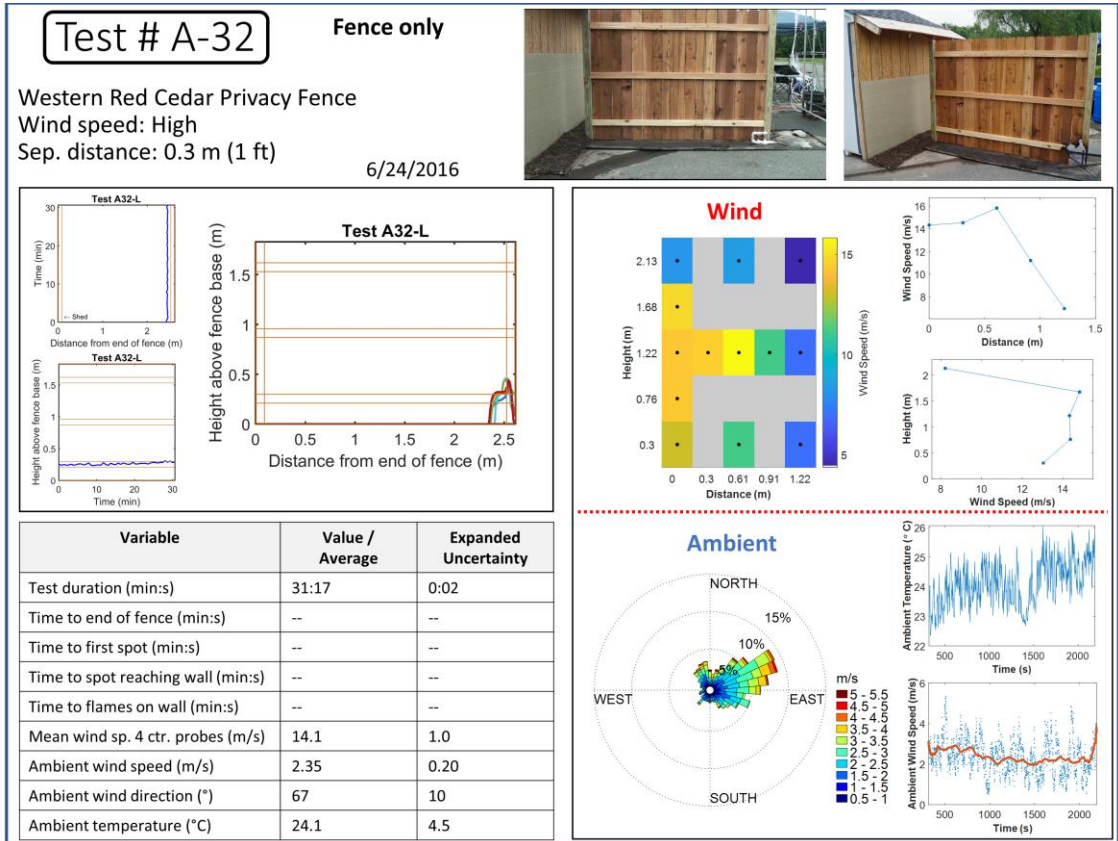 Test # A-32
Fence only
Western Red Cedar Privacy Fence
Wind speed: High
Sep. distance: 0.3 m (1 ft)
6/24/2016
Test A32-L
Time (min)
30
20
10
0
← Shed
0
2
Distance from end of fence (m)
Test A32-L
Height above fence base (m)
1.5
1
0.5
0
0
10
20
30
Time (min)
Test A32-L
Height above fence base (m)
1.5
1
0.5
0
0
0.5
1
1.5
2
2.5
Distance from end of fence (m)
Wind
Height (m)
2.13
1.68
1.22
0.76
0.3
0
0.3
0.61
0.91
1.22
Distance (m)
15
10
5
Wind Speed (m/s)
Wind Speed (m/s)
16
14
12
10
8
0
0.5
1
1.5
Distance (m)
Height (m)
2
1.5
1
0.5
0
8
10
12
14
Wind Speed (m/s)
Variable
Value / Average
Expanded Uncertainty
Test duration (min:s)
31:17
0:02
Time to end of fence (min:s)
--
--
Time to first spot (min:s)
--
--
Time to spot reaching wall (min:s)
--
--
Time to flames on wall (min:s)
--
--
Mean wind sp. 4 ctr. probes (m/s)
14.1
1.0
Ambient wind speed (m/s)
2.35
0.20
Ambient wind direction (°)
67
10
Ambient temperature (°C)
24.1
4.5
Ambient
NORTH
15%
10%
5%
WEST
EAST
SOUTH
m/s
5 - 5.5
4.5 - 5
4 - 4.5
3.5 - 4
3 - 3.5
2.5 - 3
2 - 2.5
1.5 - 2
1 - 1.5
0.5 - 1
Ambient Temperature (° C)
26
25
24
23
22
500
1000
1500
2000
Time (s)
Ambient Wind Speed (m/s)
6
4
2
0
500
1000
1500
2000
Time (s)